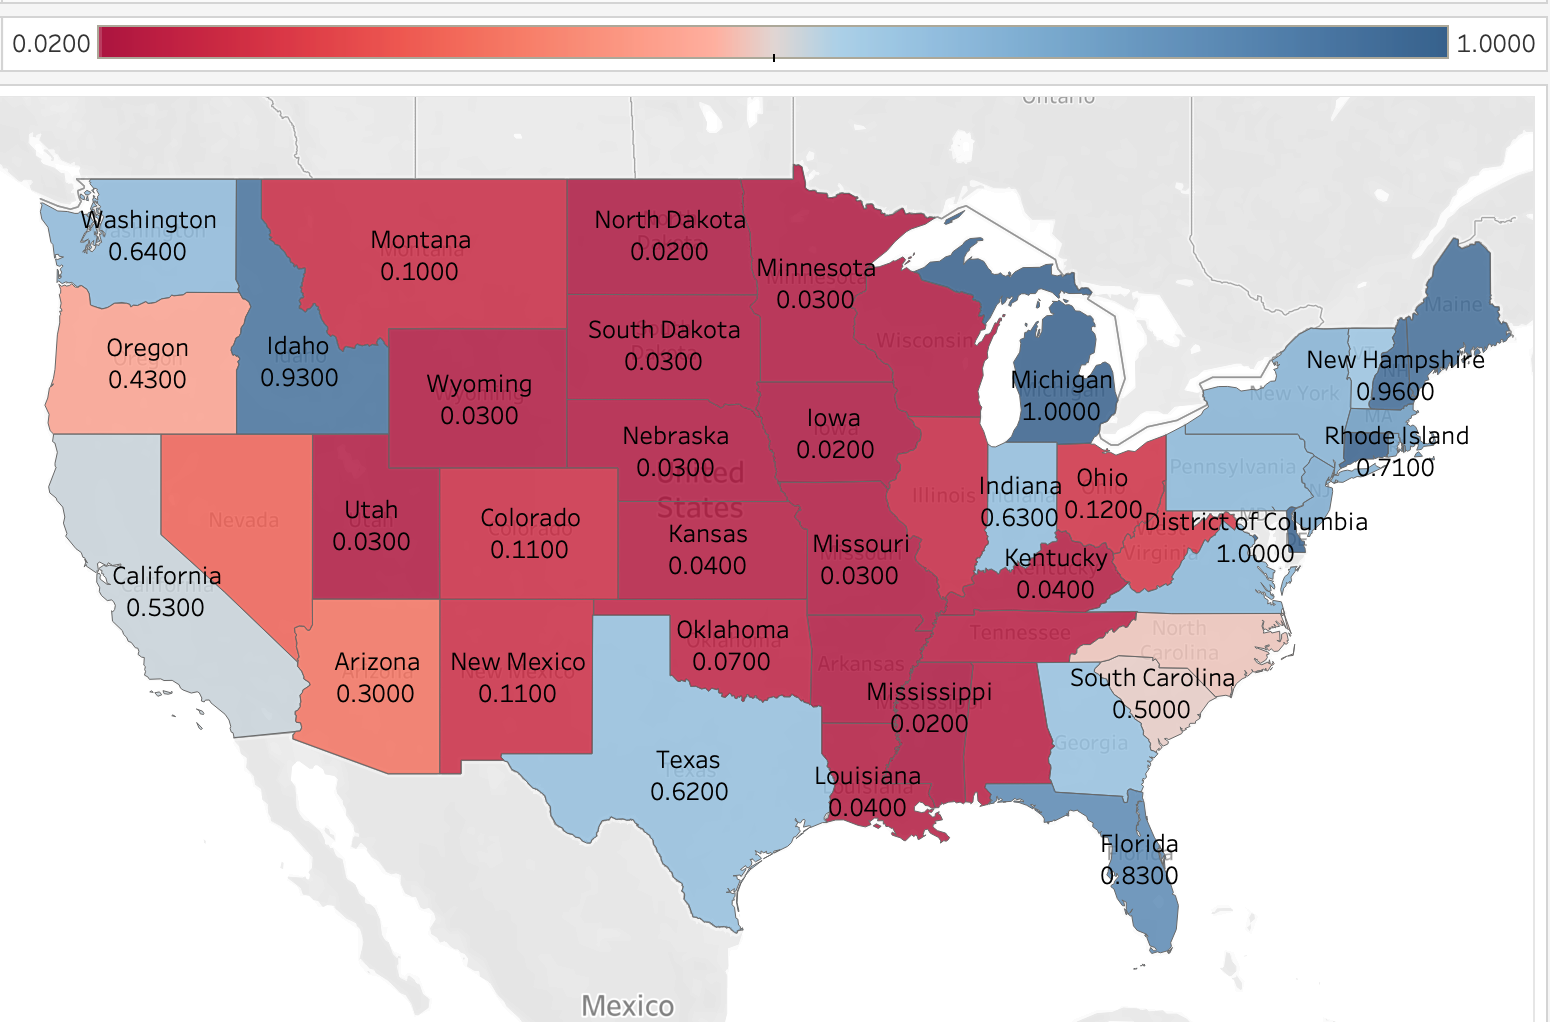 0.0200
1.0000
Ontario
Washington
0.6400
Montana
0.1000
North Dakota
0.0200
Minnesota
0.0300
Oregon
0.4300
Idaho
0.9300
South Dakota
0.0300
Wisconsin
Maine
New Hampshire
0.9600
Wyoming
0.0300
Michigan
1.0000
New York
MA
Iowa
0.0200
Nebraska
0.0300
Rhode Island
0.7100
United
States
Pennsylvania
Nevada
Utah
0.0300
Colorado
0.1100
Kansas
0.0400
Missouri
0.0300
Illinois
Indiana
0.6300
Ohio
0.1200
NJ
District of Columbia
1.0000
West
Virginia
Kentucky
0.0400
California
0.5300
Oklahoma
0.0700
Tennessee
North
Carolina
Arizona
0.3000
New Mexico
0.1100
Arkansas
Mississippi
0.0200
South Carolina
0.5000
Georgia
Texas
0.6200
Louisiana
0.0400
Florida
0.8300
Mexico